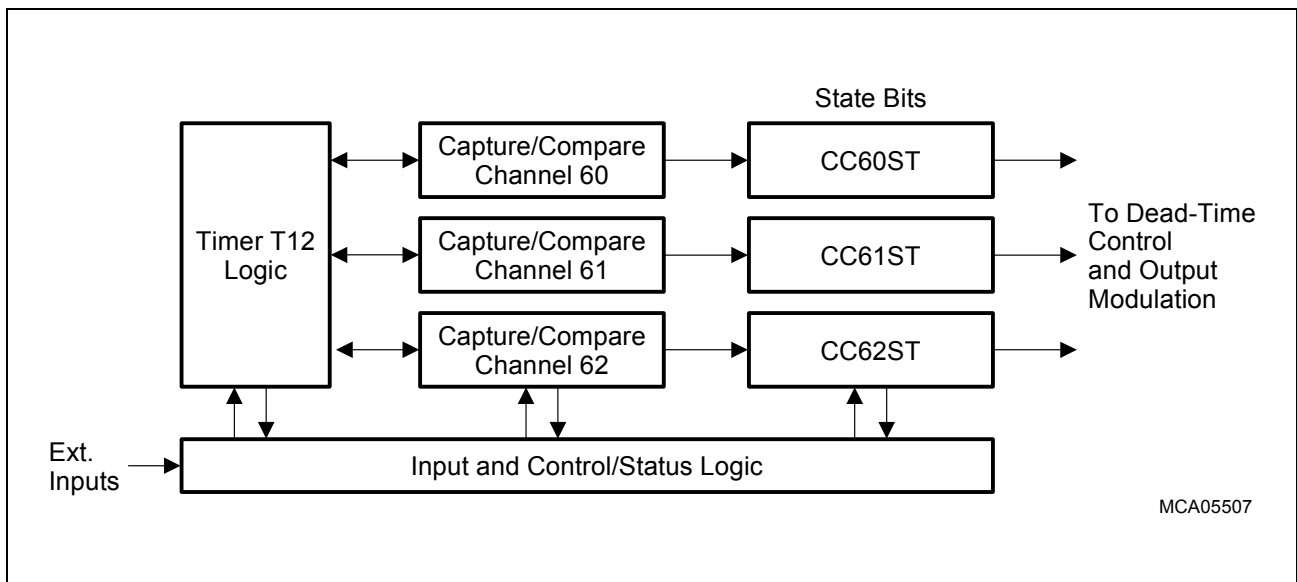 State Bits
Timer T12
Logic
Capture/Compare
Channel 60
CC60ST
Capture/Compare
Channel 61
CC61ST
Capture/Compare
Channel 62
CC62ST
To Dead-Time
Control
and Output
Modulation
Ext.
Inputs
Input and Control/Status Logic
MCA05507